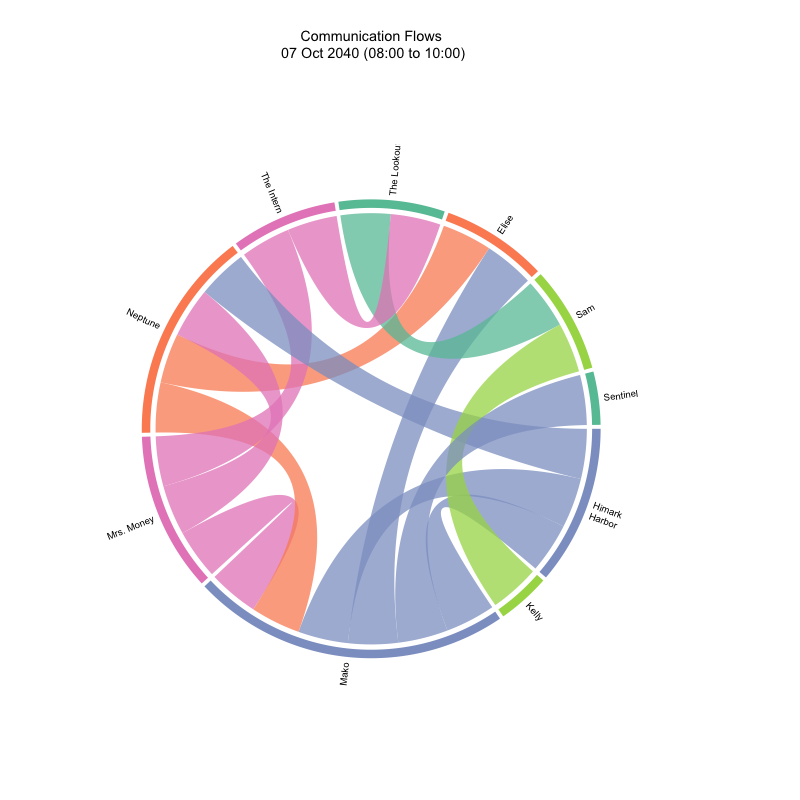 Communication Flows
07 Oct 2040 (08:00 to 10:00)
The Lookou
The Intern
Elise
Sam
Neptune
Sentinel
Himark
Harbor
Mrs. Money
Kelly
Mako